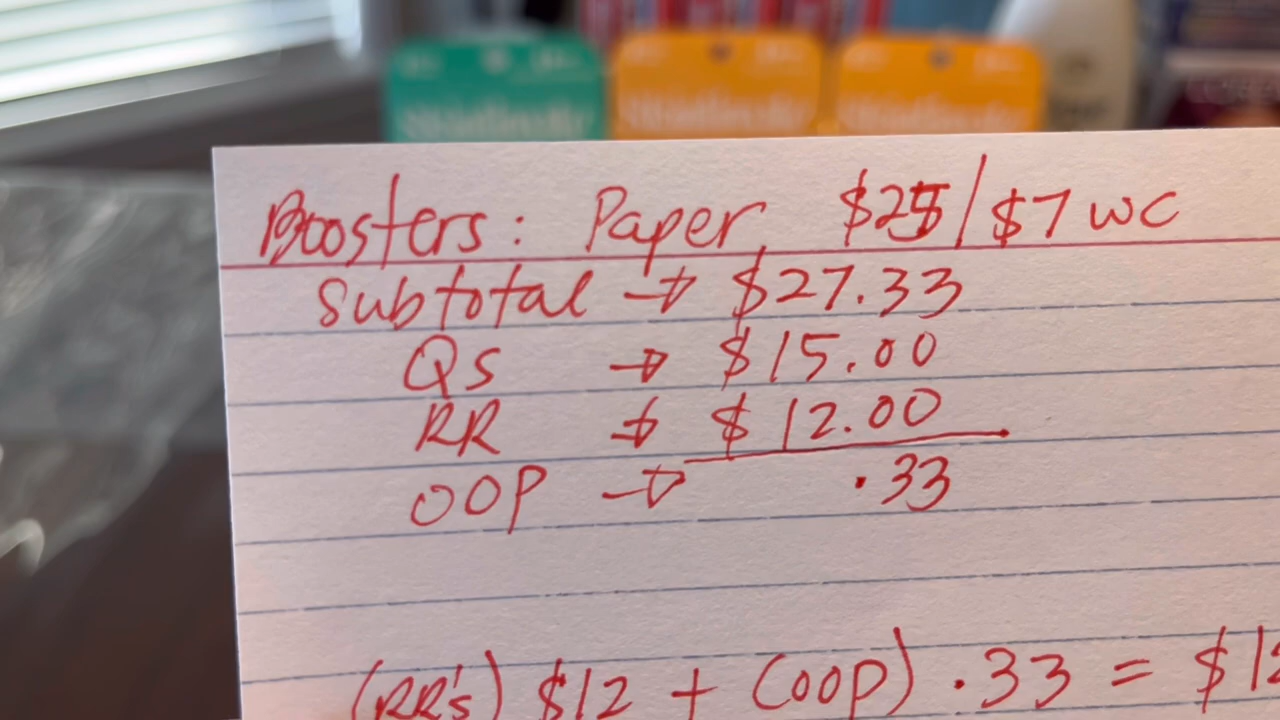 Boosters: Paper $25/$7 WC
Subtotal → $27.33
QS → $15.00
RR → $12.00
OOP → .33
(RR's) $12 + (OOP) .33 = $12